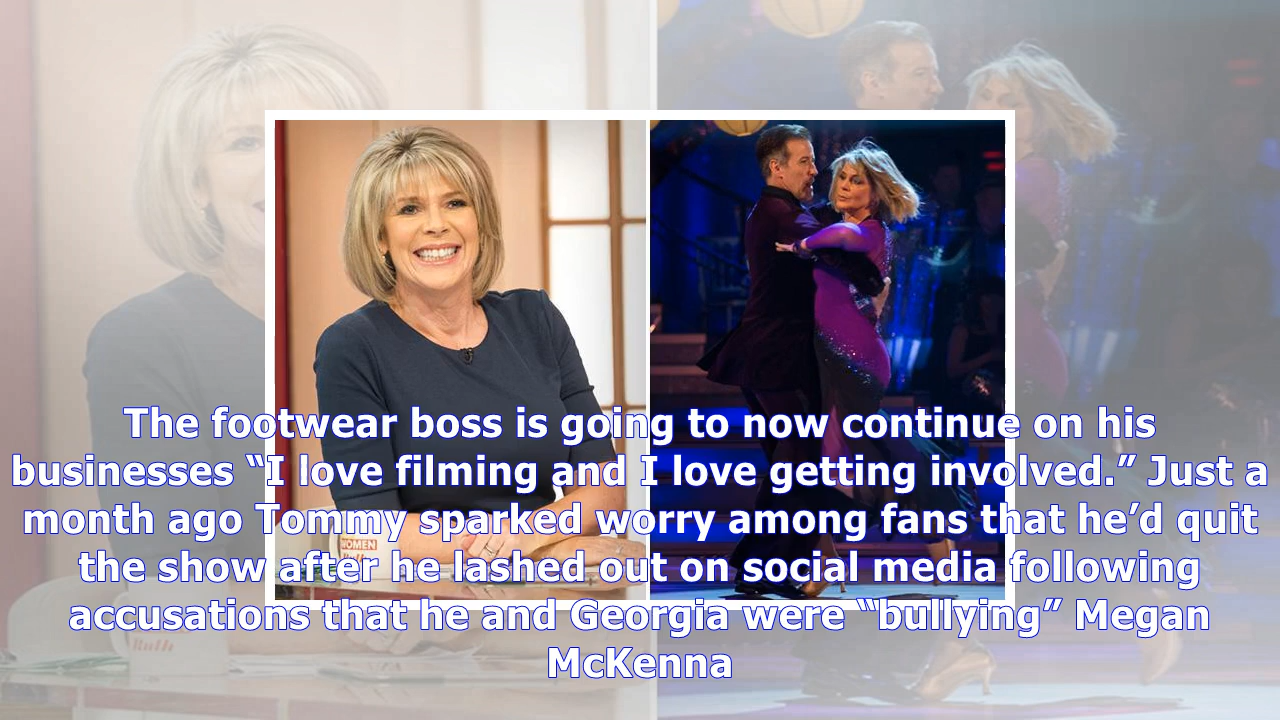 The footwear boss is going to now continue on his
businesses “I love filming and I love getting involved.” Just a
month ago Tommy sparked worry among fans that he’d quit
the show after he lashed out on social media following
accusations that he and Georgia were “bullying” Megan
McKenna
WOMEN
Ruth